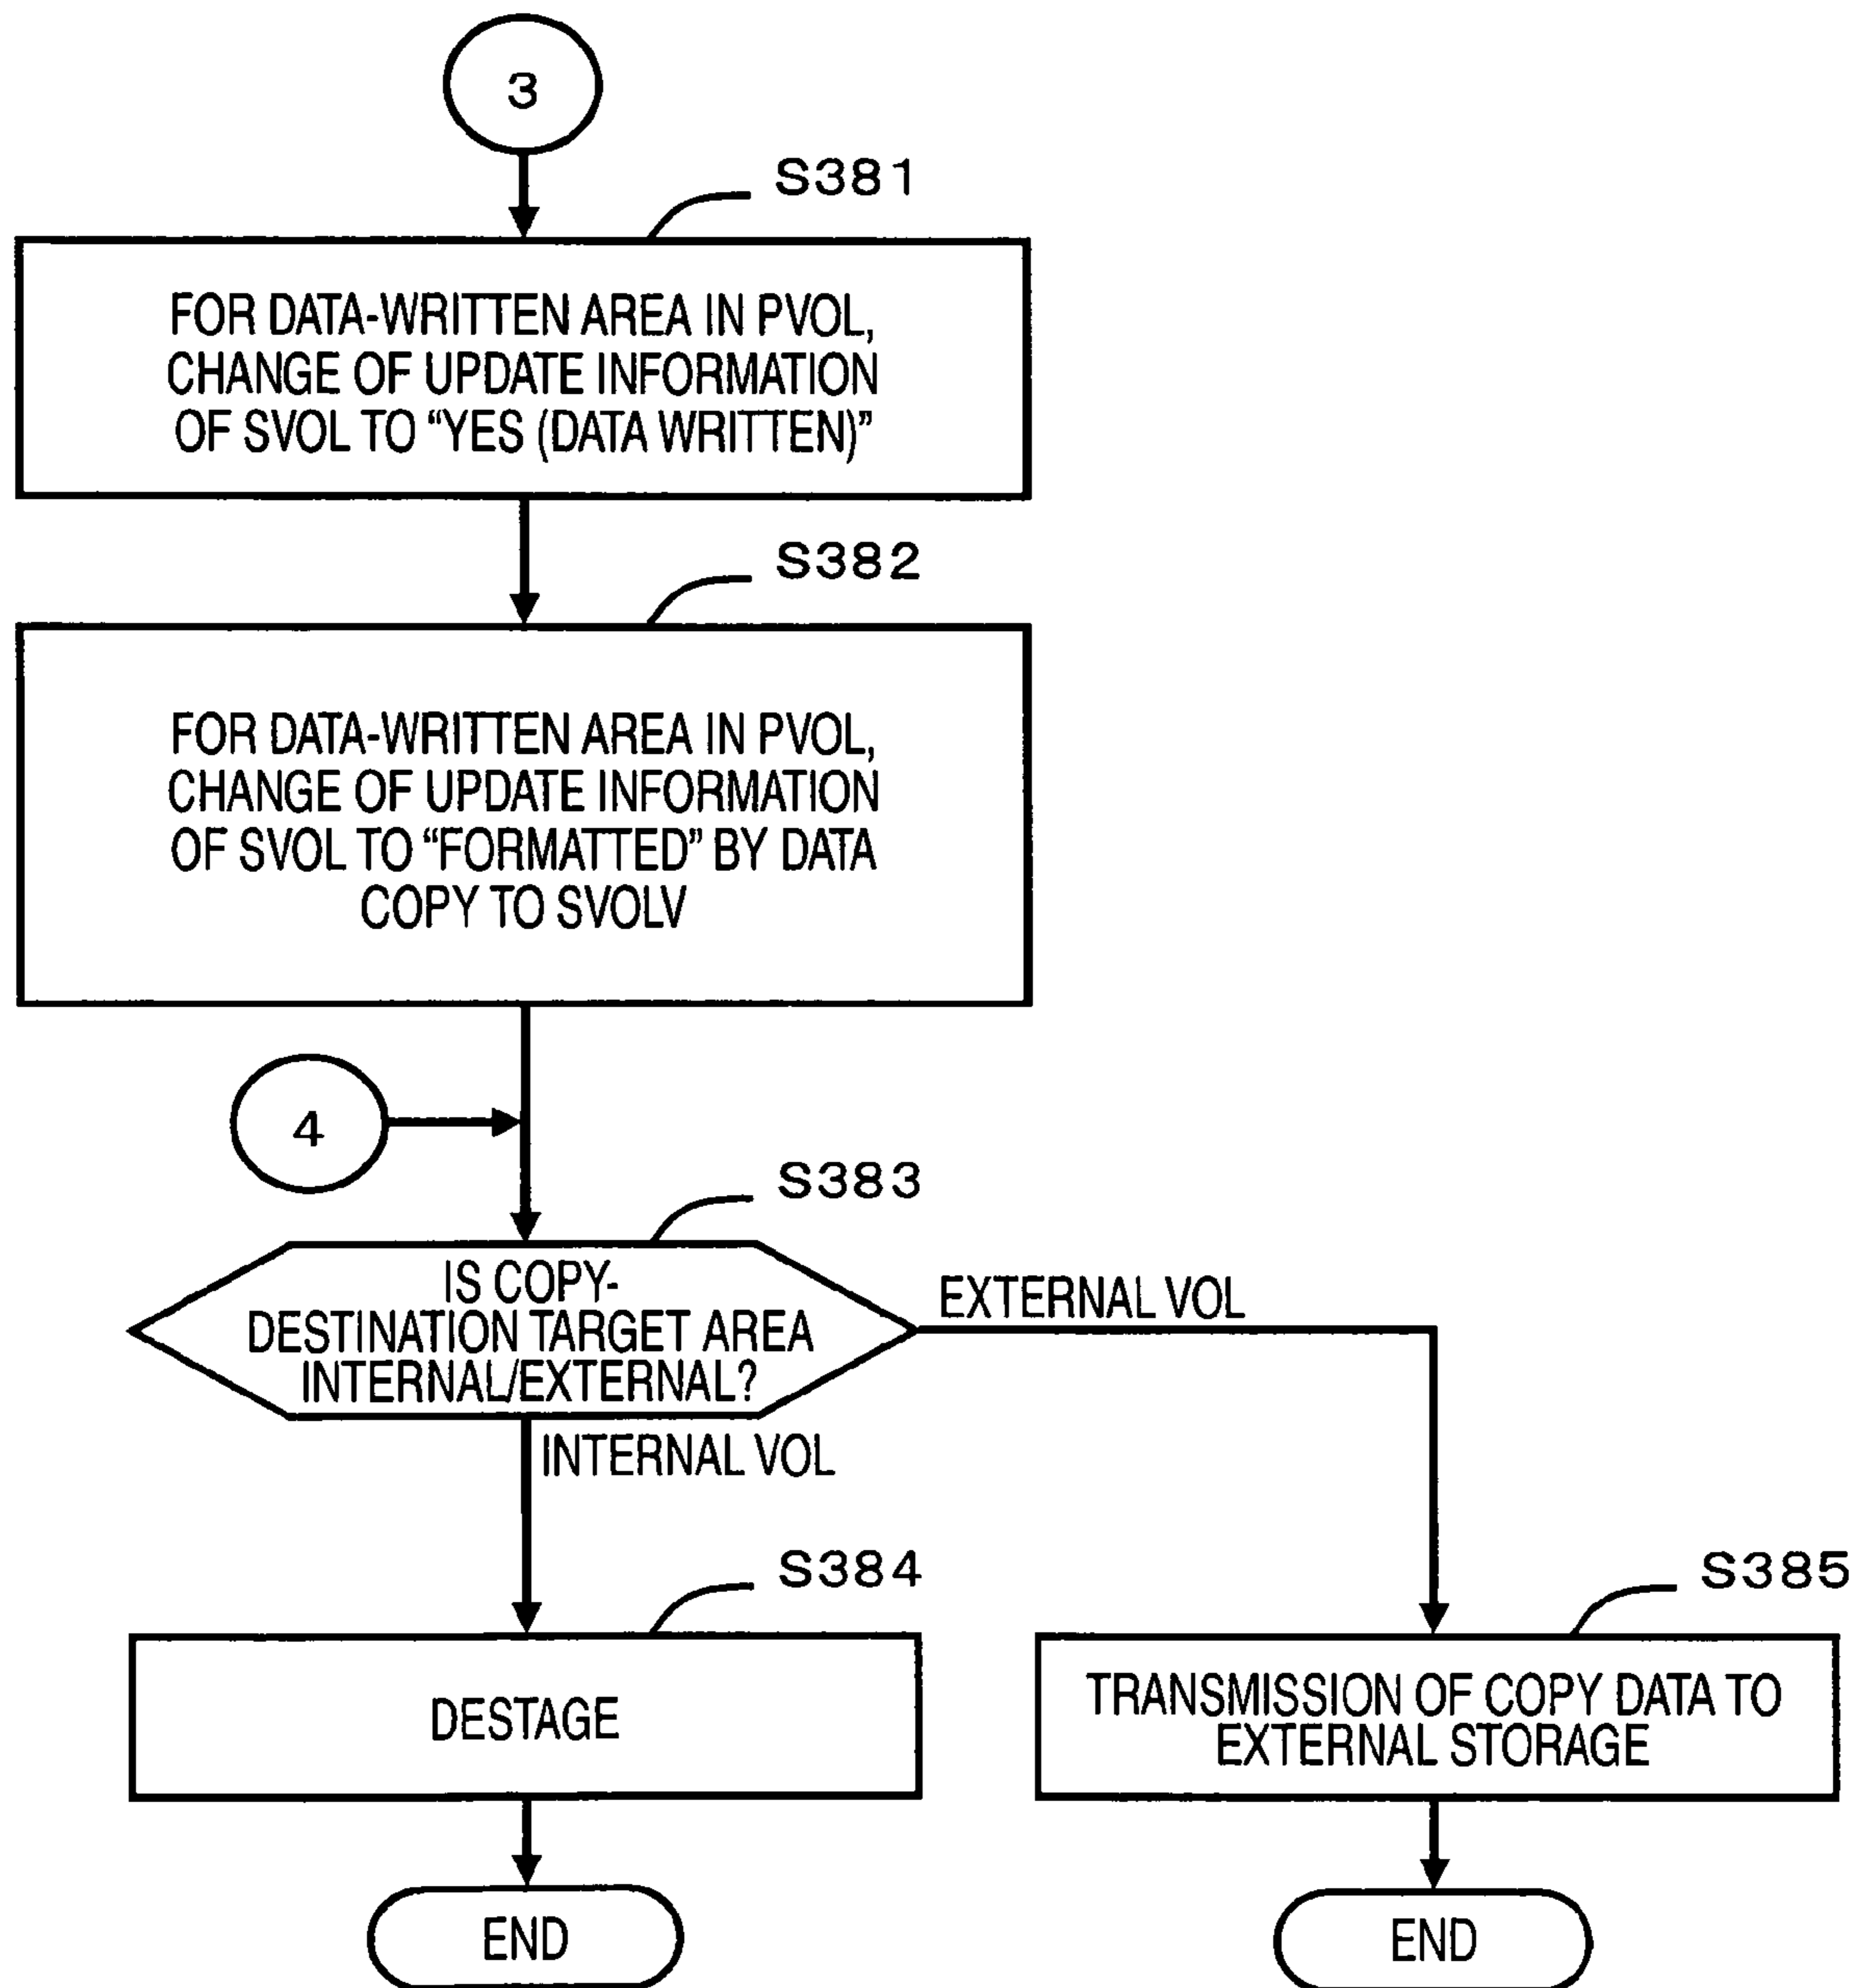 3
S381
FOR DATA-WRITTEN AREA IN PVOL,
CHANGE OF UPDATE INFORMATION
OF SVOL TO “YES (DATA WRITTEN)”
S382
FOR DATA-WRITTEN AREA IN PVOL,
CHANGE OF UPDATE INFORMATION
OF SVOL TO “FORMATTED” BY DATA
COPY TO SVOLV
4
S383
IS COPY-
DESTINATION TARGET AREA
INTERNAL/EXTERNAL?
EXTERNAL VOL
INTERNAL VOL
S384
DESTAGE
END
S385
TRANSMISSION OF COPY DATA TO
EXTERNAL STORAGE
END